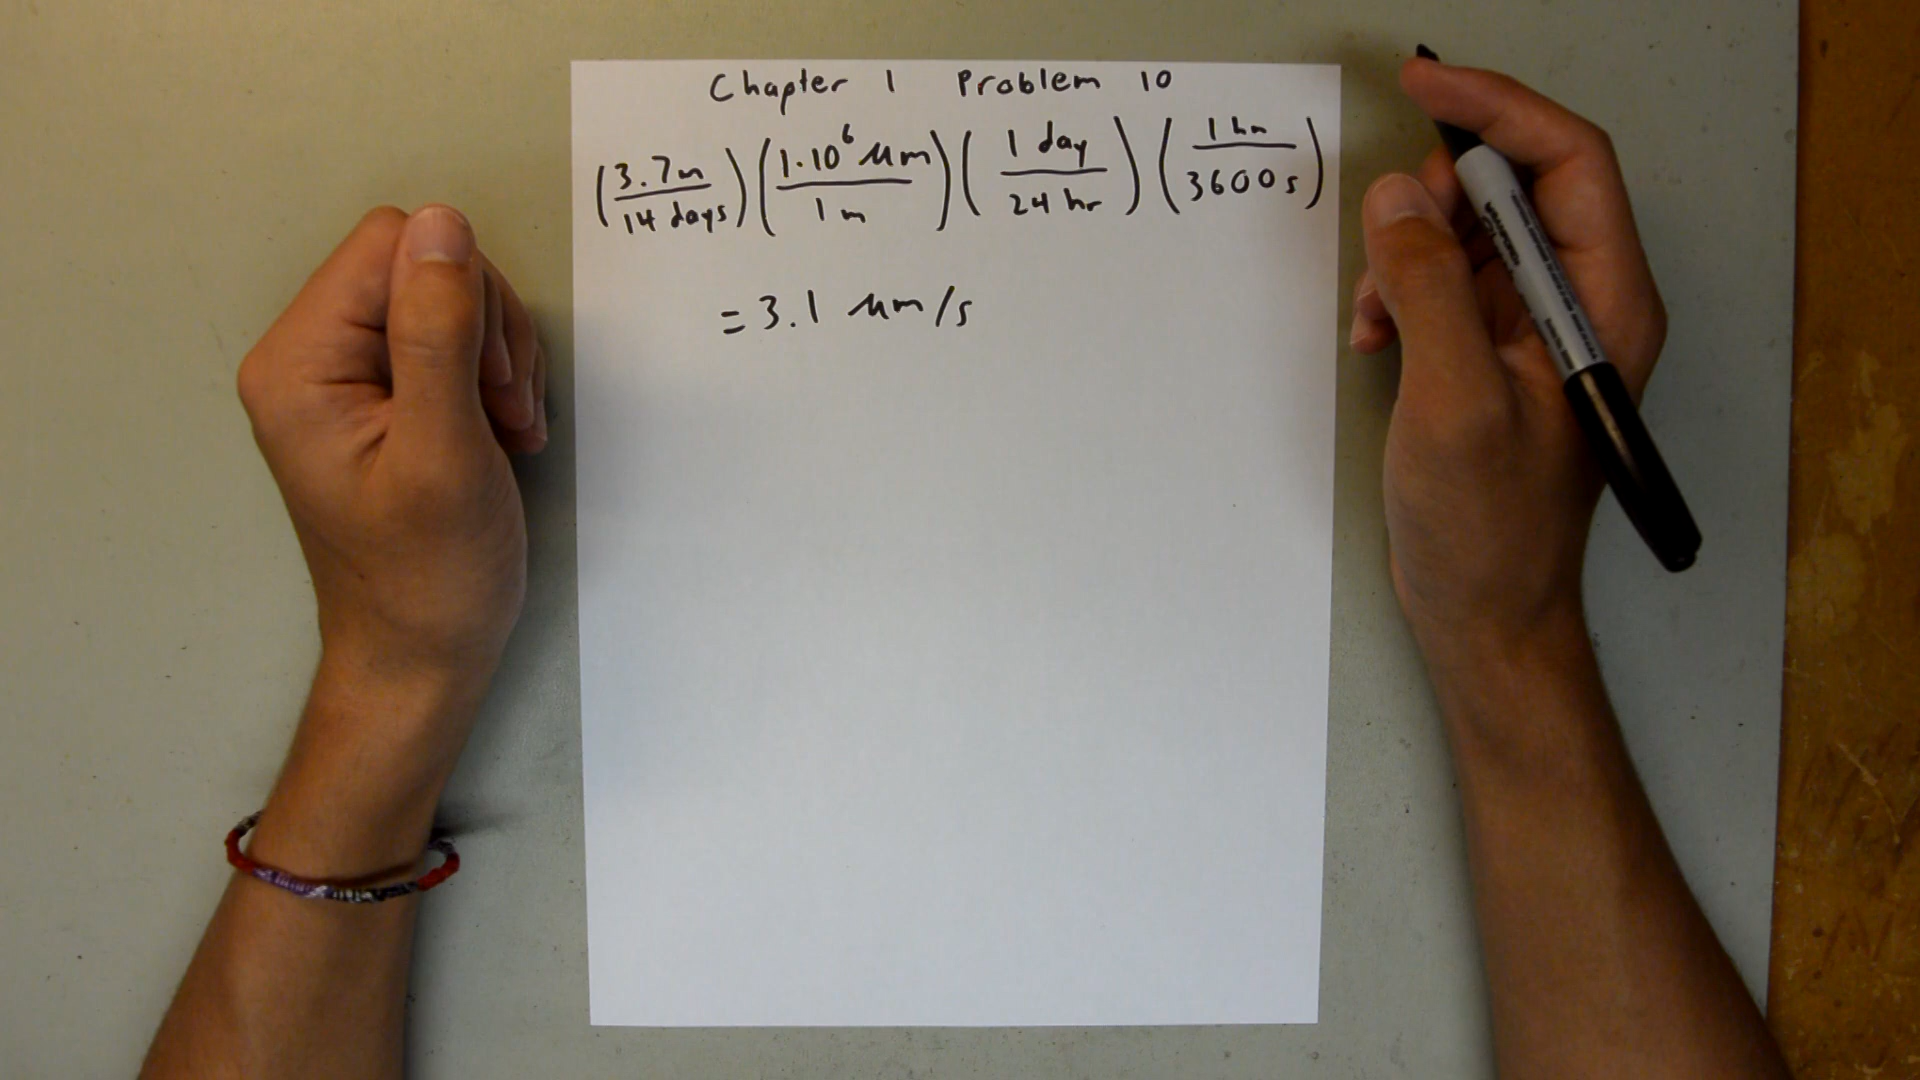 Chapter 1 Problem 10
(3.7m/14 days)(1·10⁶ μm/1 m)(1 day/24 hr)(1 hr/3600 s)
= 3.1 μm/s